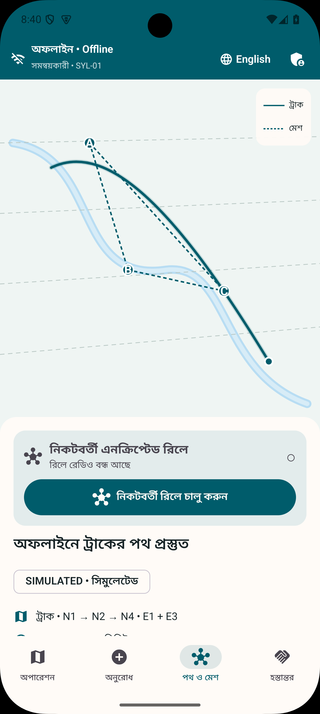 8:40
অফলাইন • Offline
সমন্বয়কারী • SYL-01
English
ট্রাক
মেশ
A
B
C
নিকটবর্তী এনক্রিপ্টেড রিলে
রিলে রেডিও বন্ধ আছে
নিকটবর্তী রিলে চালু করুন
অফলাইনে ট্রাকের পথ প্রস্তুত
SIMULATED • সিমুলেটেড
ট্রাক • N1 → N2 → N4 • E1 + E3
অপারেশন
অনুরোধ
পথ ও মেশ
হস্তান্তর